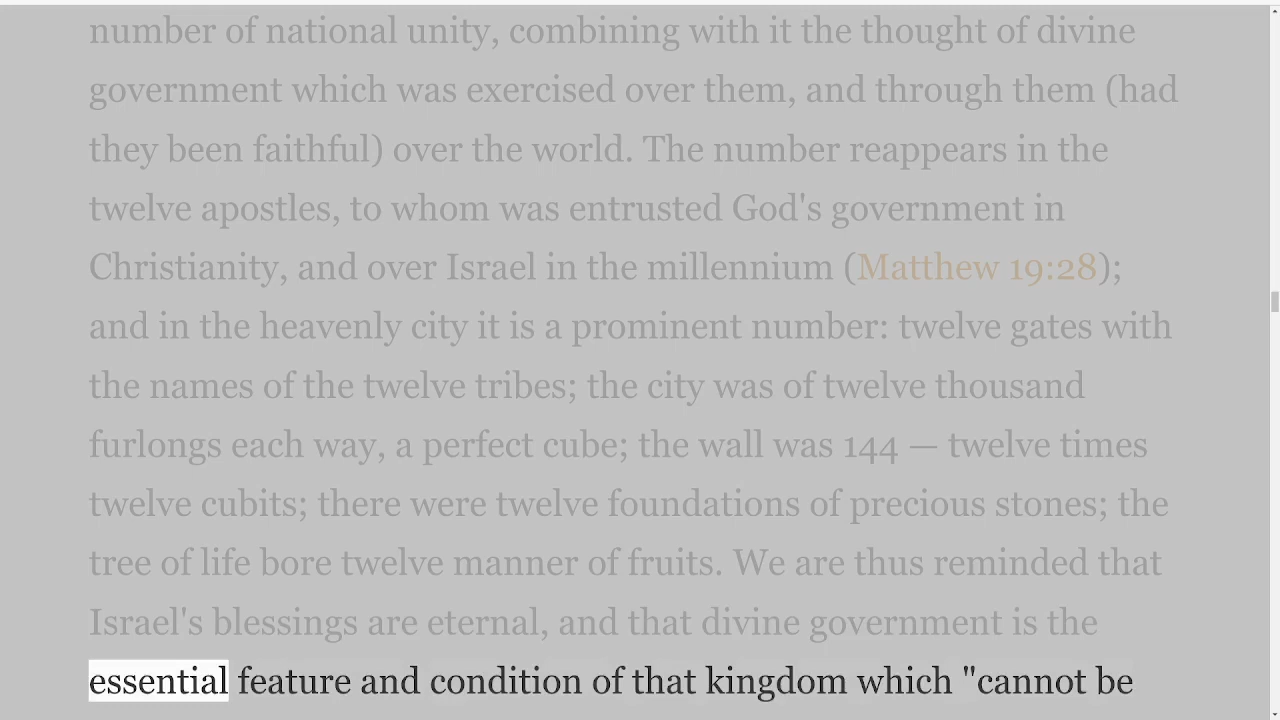 number of national unity, combining with it the thought of divine
government which was exercised over them, and through them (had
they been faithful) over the world. The number reappears in the
twelve apostles, to whom was entrusted God's government in
Christianity, and over Israel in the millennium (Matthew 19:28);
and in the heavenly city it is a prominent number: twelve gates with
the names of the twelve tribes; the city was of twelve thousand
furlongs each way, a perfect cube; the wall was 144 — twelve times
twelve cubits; there were twelve foundations of precious stones; the
tree of life bore twelve manner of fruits. We are thus reminded that
Israel's blessings are eternal, and that divine government is the
essential feature and condition of that kingdom which "cannot be